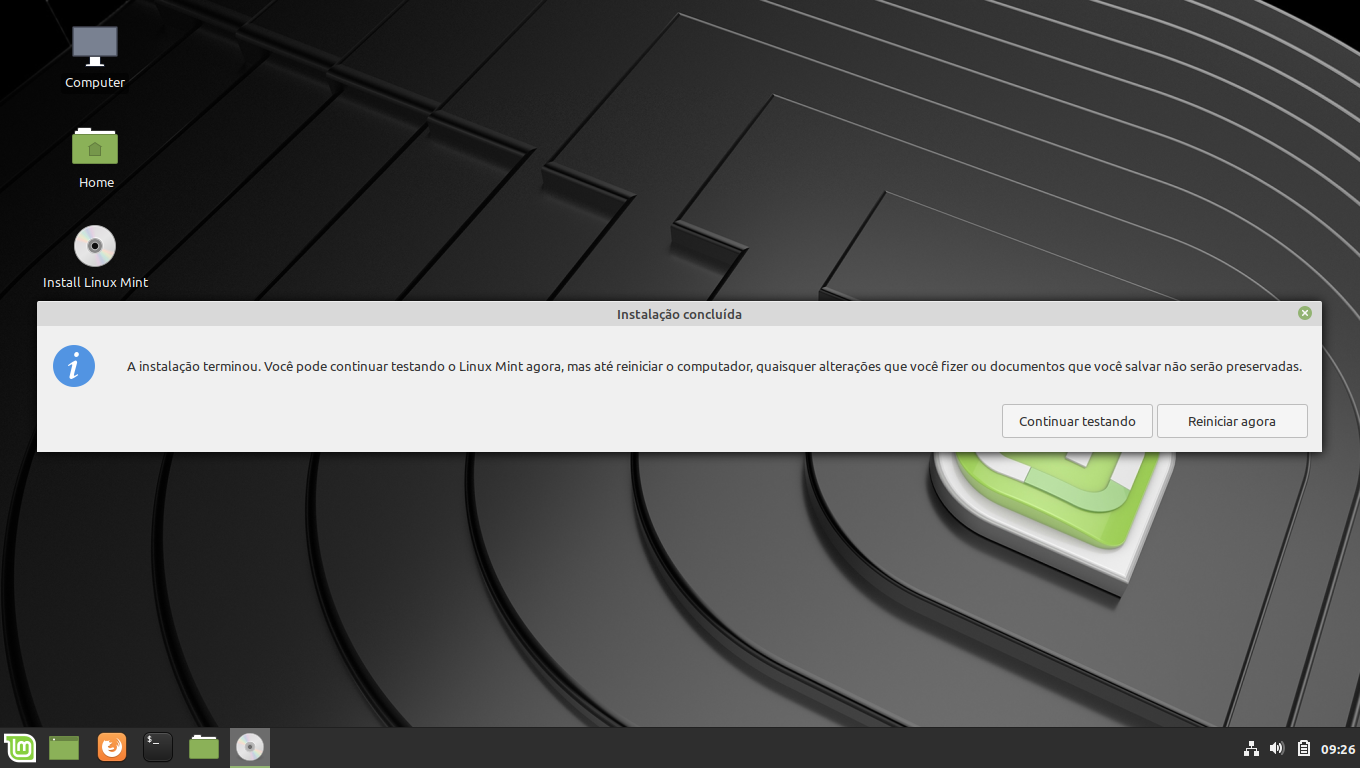 Computer
Home
Install Linux Mint
Instalação concluída
A instalação terminou. Você pode continuar testando o Linux Mint agora, mas até reiniciar o computador, quaisquer alterações que você fizer ou documentos que você salvar não serão preservadas.
Continuar testando
Reiniciar agora
09:26